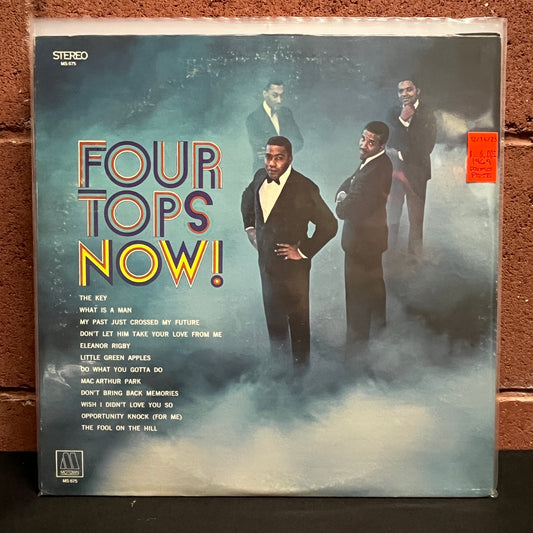 STEREO
MS 675
FOUR
TOPS
NOW!
THE KEY
WHAT IS A MAN
MY PAST JUST CROSSED MY FUTURE
DON'T LET HIM TAKE YOUR LOVE FROM ME
ELEANOR RIGBY
LITTLE GREEN APPLES
DO WHAT YOU GOTTA DO
MAC ARTHUR PARK
DON'T BRING BACK MEMORIES
WISH I DIDN'T LOVE YOU SO
OPPORTUNITY KNOCK (FOR ME)
THE FOOL ON THE HILL
M
MOTOWN
MS 675
1969